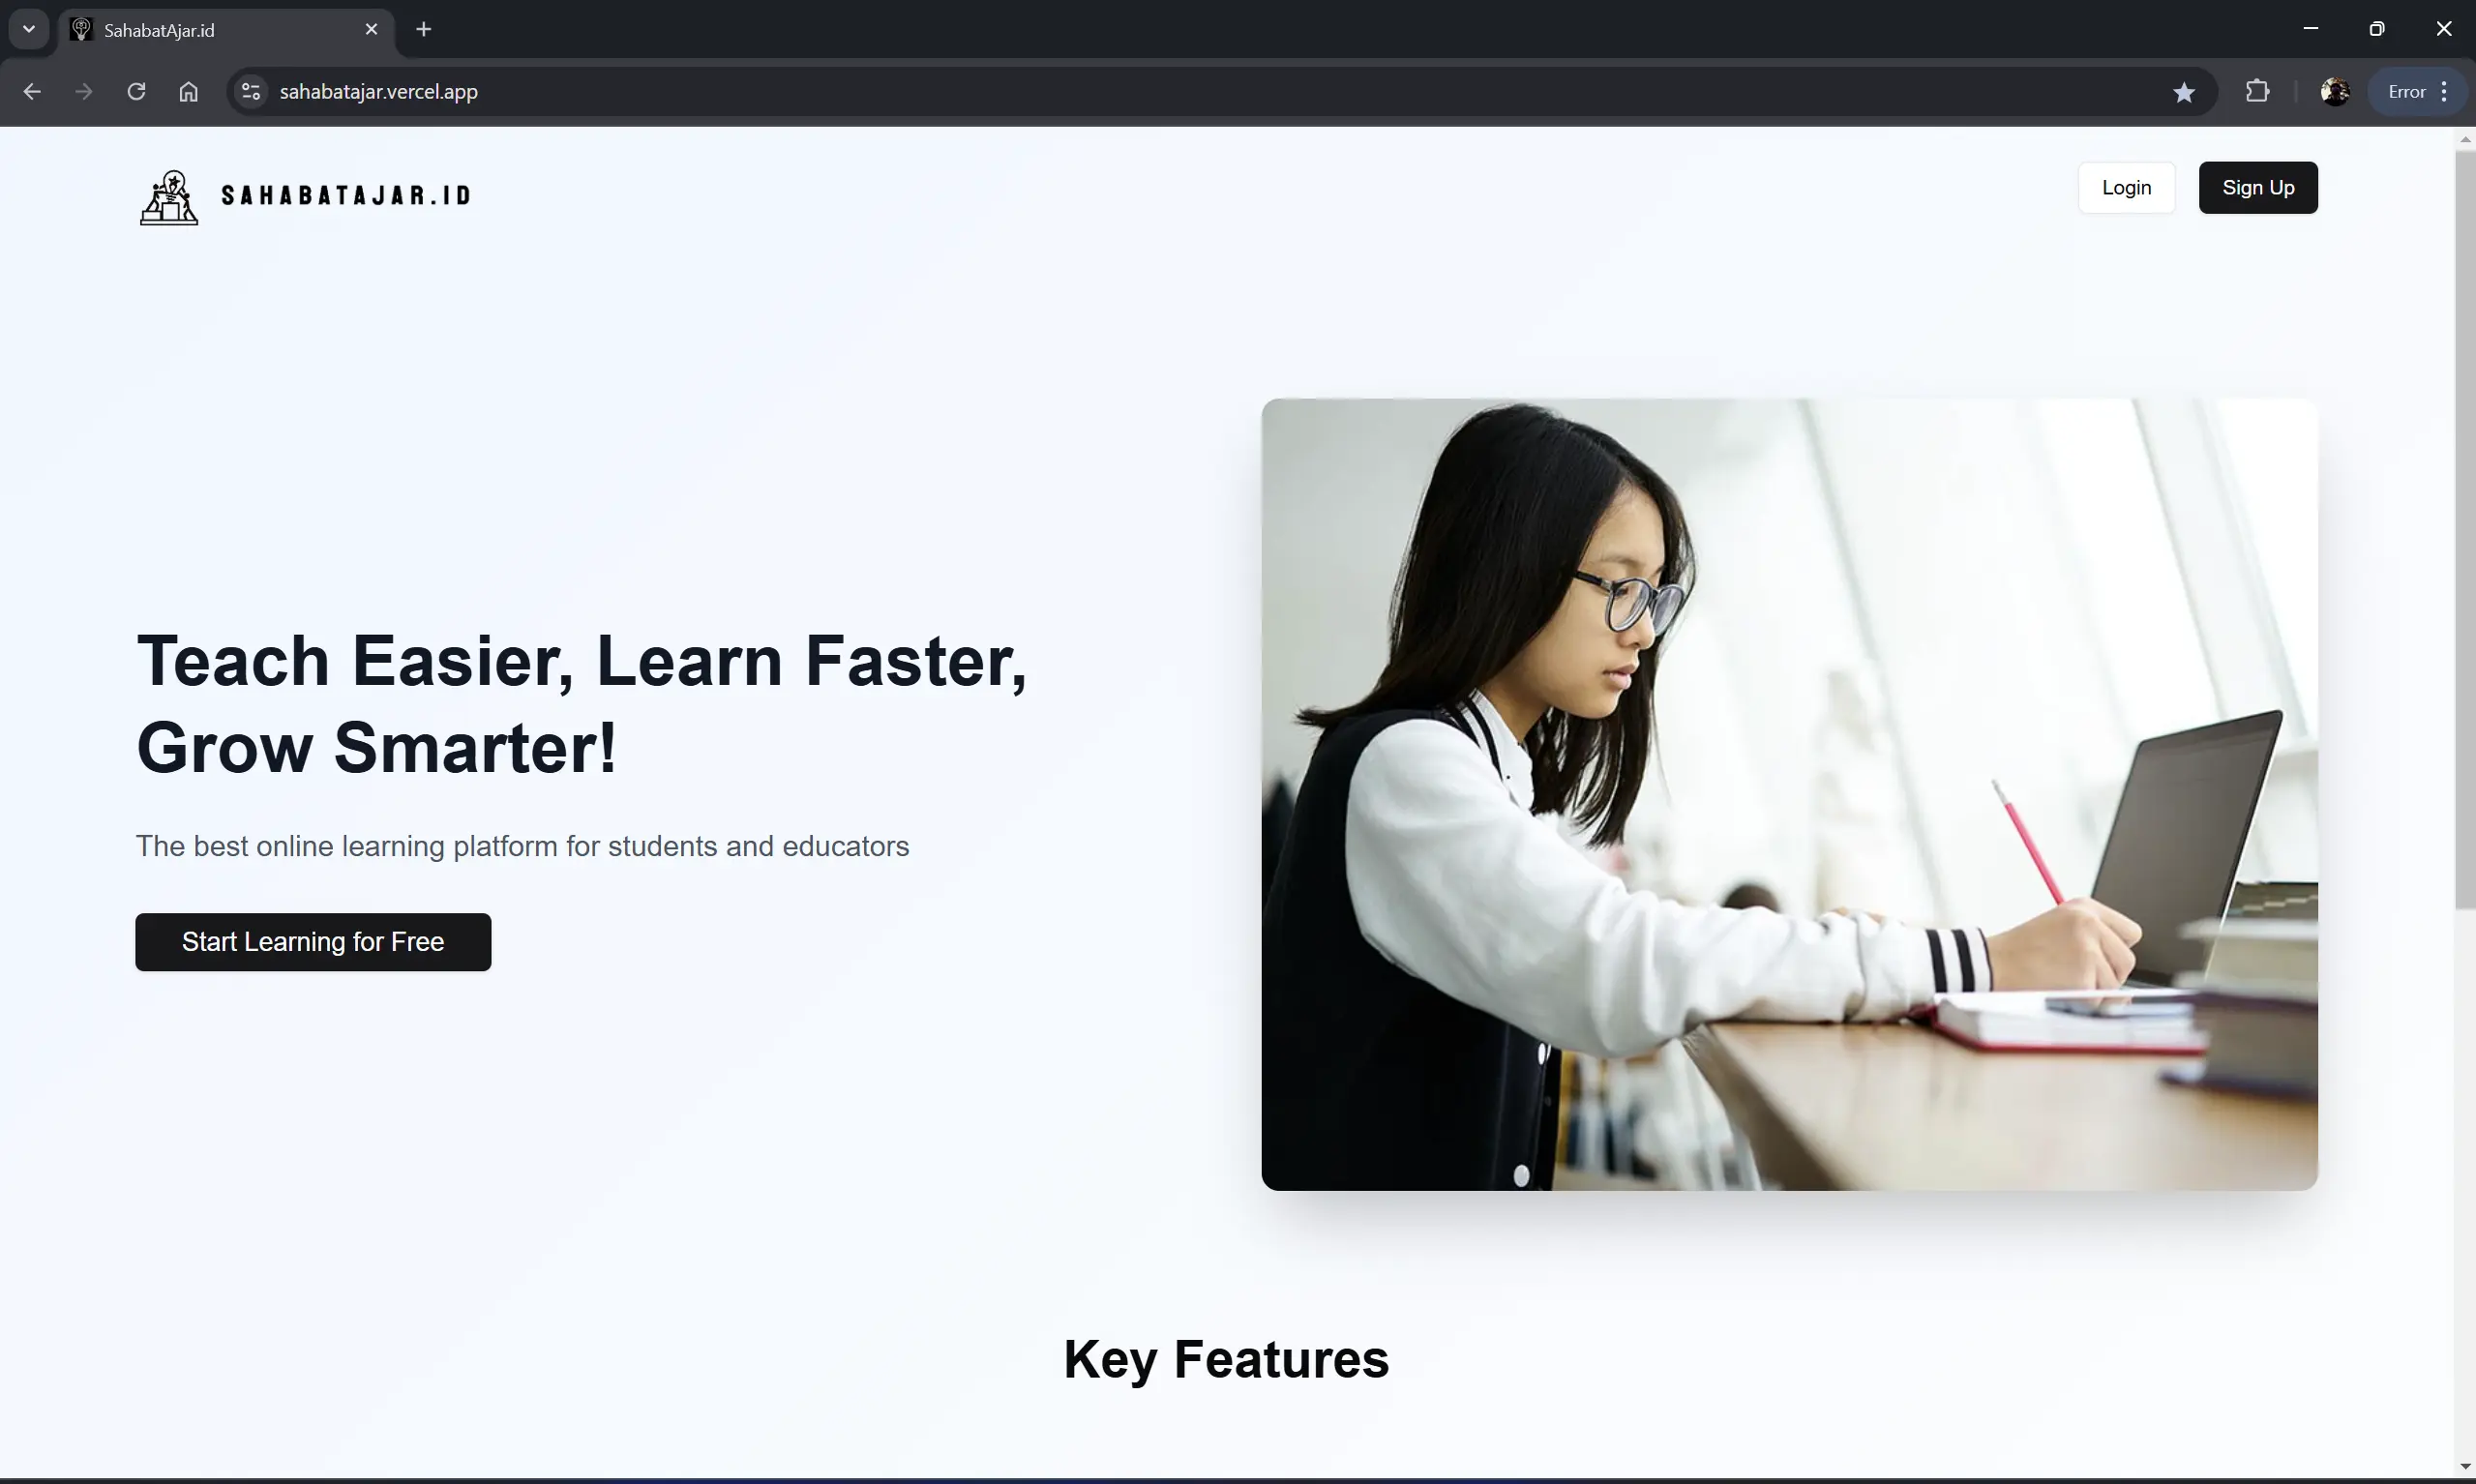 SahabatAjar.id
sahabatajar.vercel.app
Error
SAHABATAJAR.ID
Login
Sign Up
Teach Easier, Learn Faster,
Grow Smarter!
The best online learning platform for students and educators
Start Learning for Free
Key Features